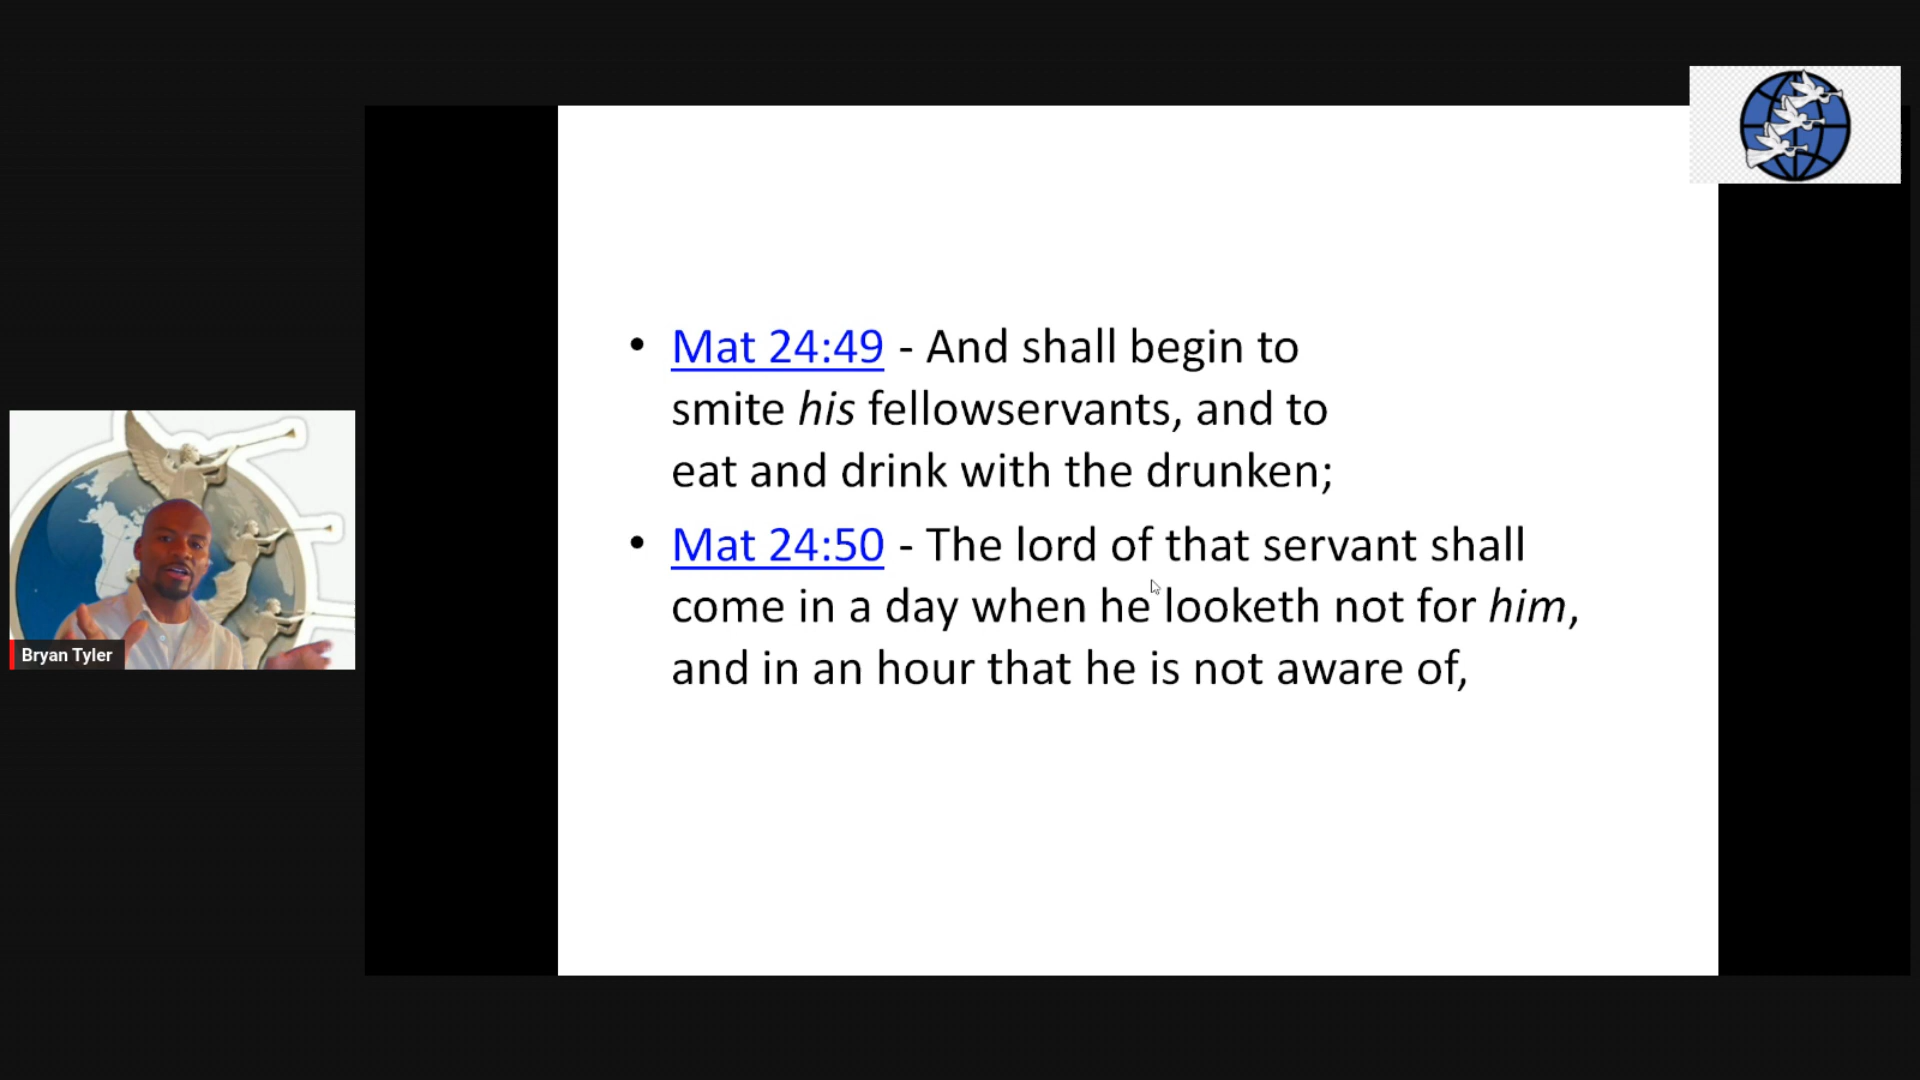 • Mat 24:49 - And shall begin to
smite his fellowservants, and to
eat and drink with the drunken;
• Mat 24:50 - The lord of that servant shall
come in a day when he looketh not for him,
and in an hour that he is not aware of,
Bryan Tyler